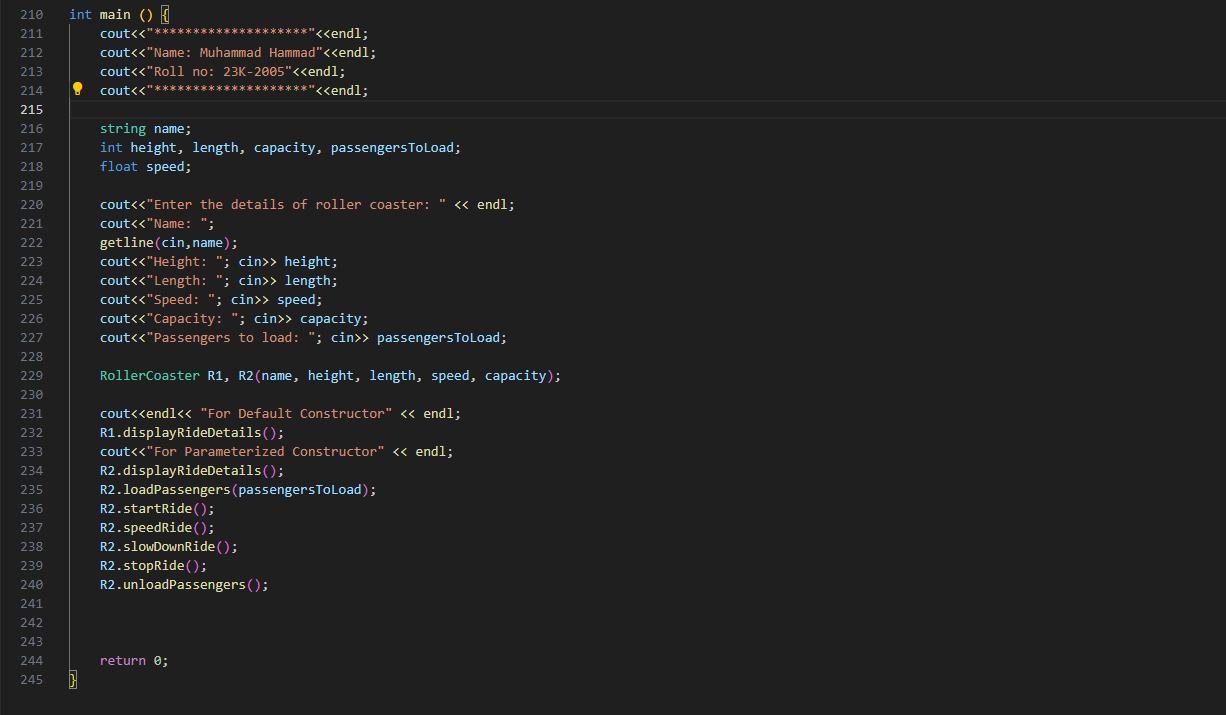 210 int main () {
211     cout<<"********************"<<endl;
212     cout<<"Name: Muhammad Hammad"<<endl;
213     cout<<"Roll no: 23K-2005"<<endl;
214     cout<<"********************"<<endl;
215
216     string name;
217     int height, length, capacity, passengersToLoad;
218     float speed;
219
220     cout<<"Enter the details of roller coaster: " << endl;
221     cout<<"Name: ";
222     getline(cin,name);
223     cout<<"Height: "; cin>> height;
224     cout<<"Length: "; cin>> length;
225     cout<<"Speed: "; cin>> speed;
226     cout<<"Capacity: "; cin>> capacity;
227     cout<<"Passengers to load: "; cin>> passengersToLoad;
228
229     RollerCoaster R1, R2(name, height, length, speed, capacity);
230
231     cout<<endl<< "For Default Constructor" << endl;
232     R1.displayRideDetails();
233     cout<<"For Parameterized Constructor" << endl;
234     R2.displayRideDetails();
235     R2.loadPassengers(passengersToLoad);
236     R2.startRide();
237     R2.speedRide();
238     R2.slowDownRide();
239     R2.stopRide();
240     R2.unloadPassengers();
241
242
243
244     return 0;
245 }